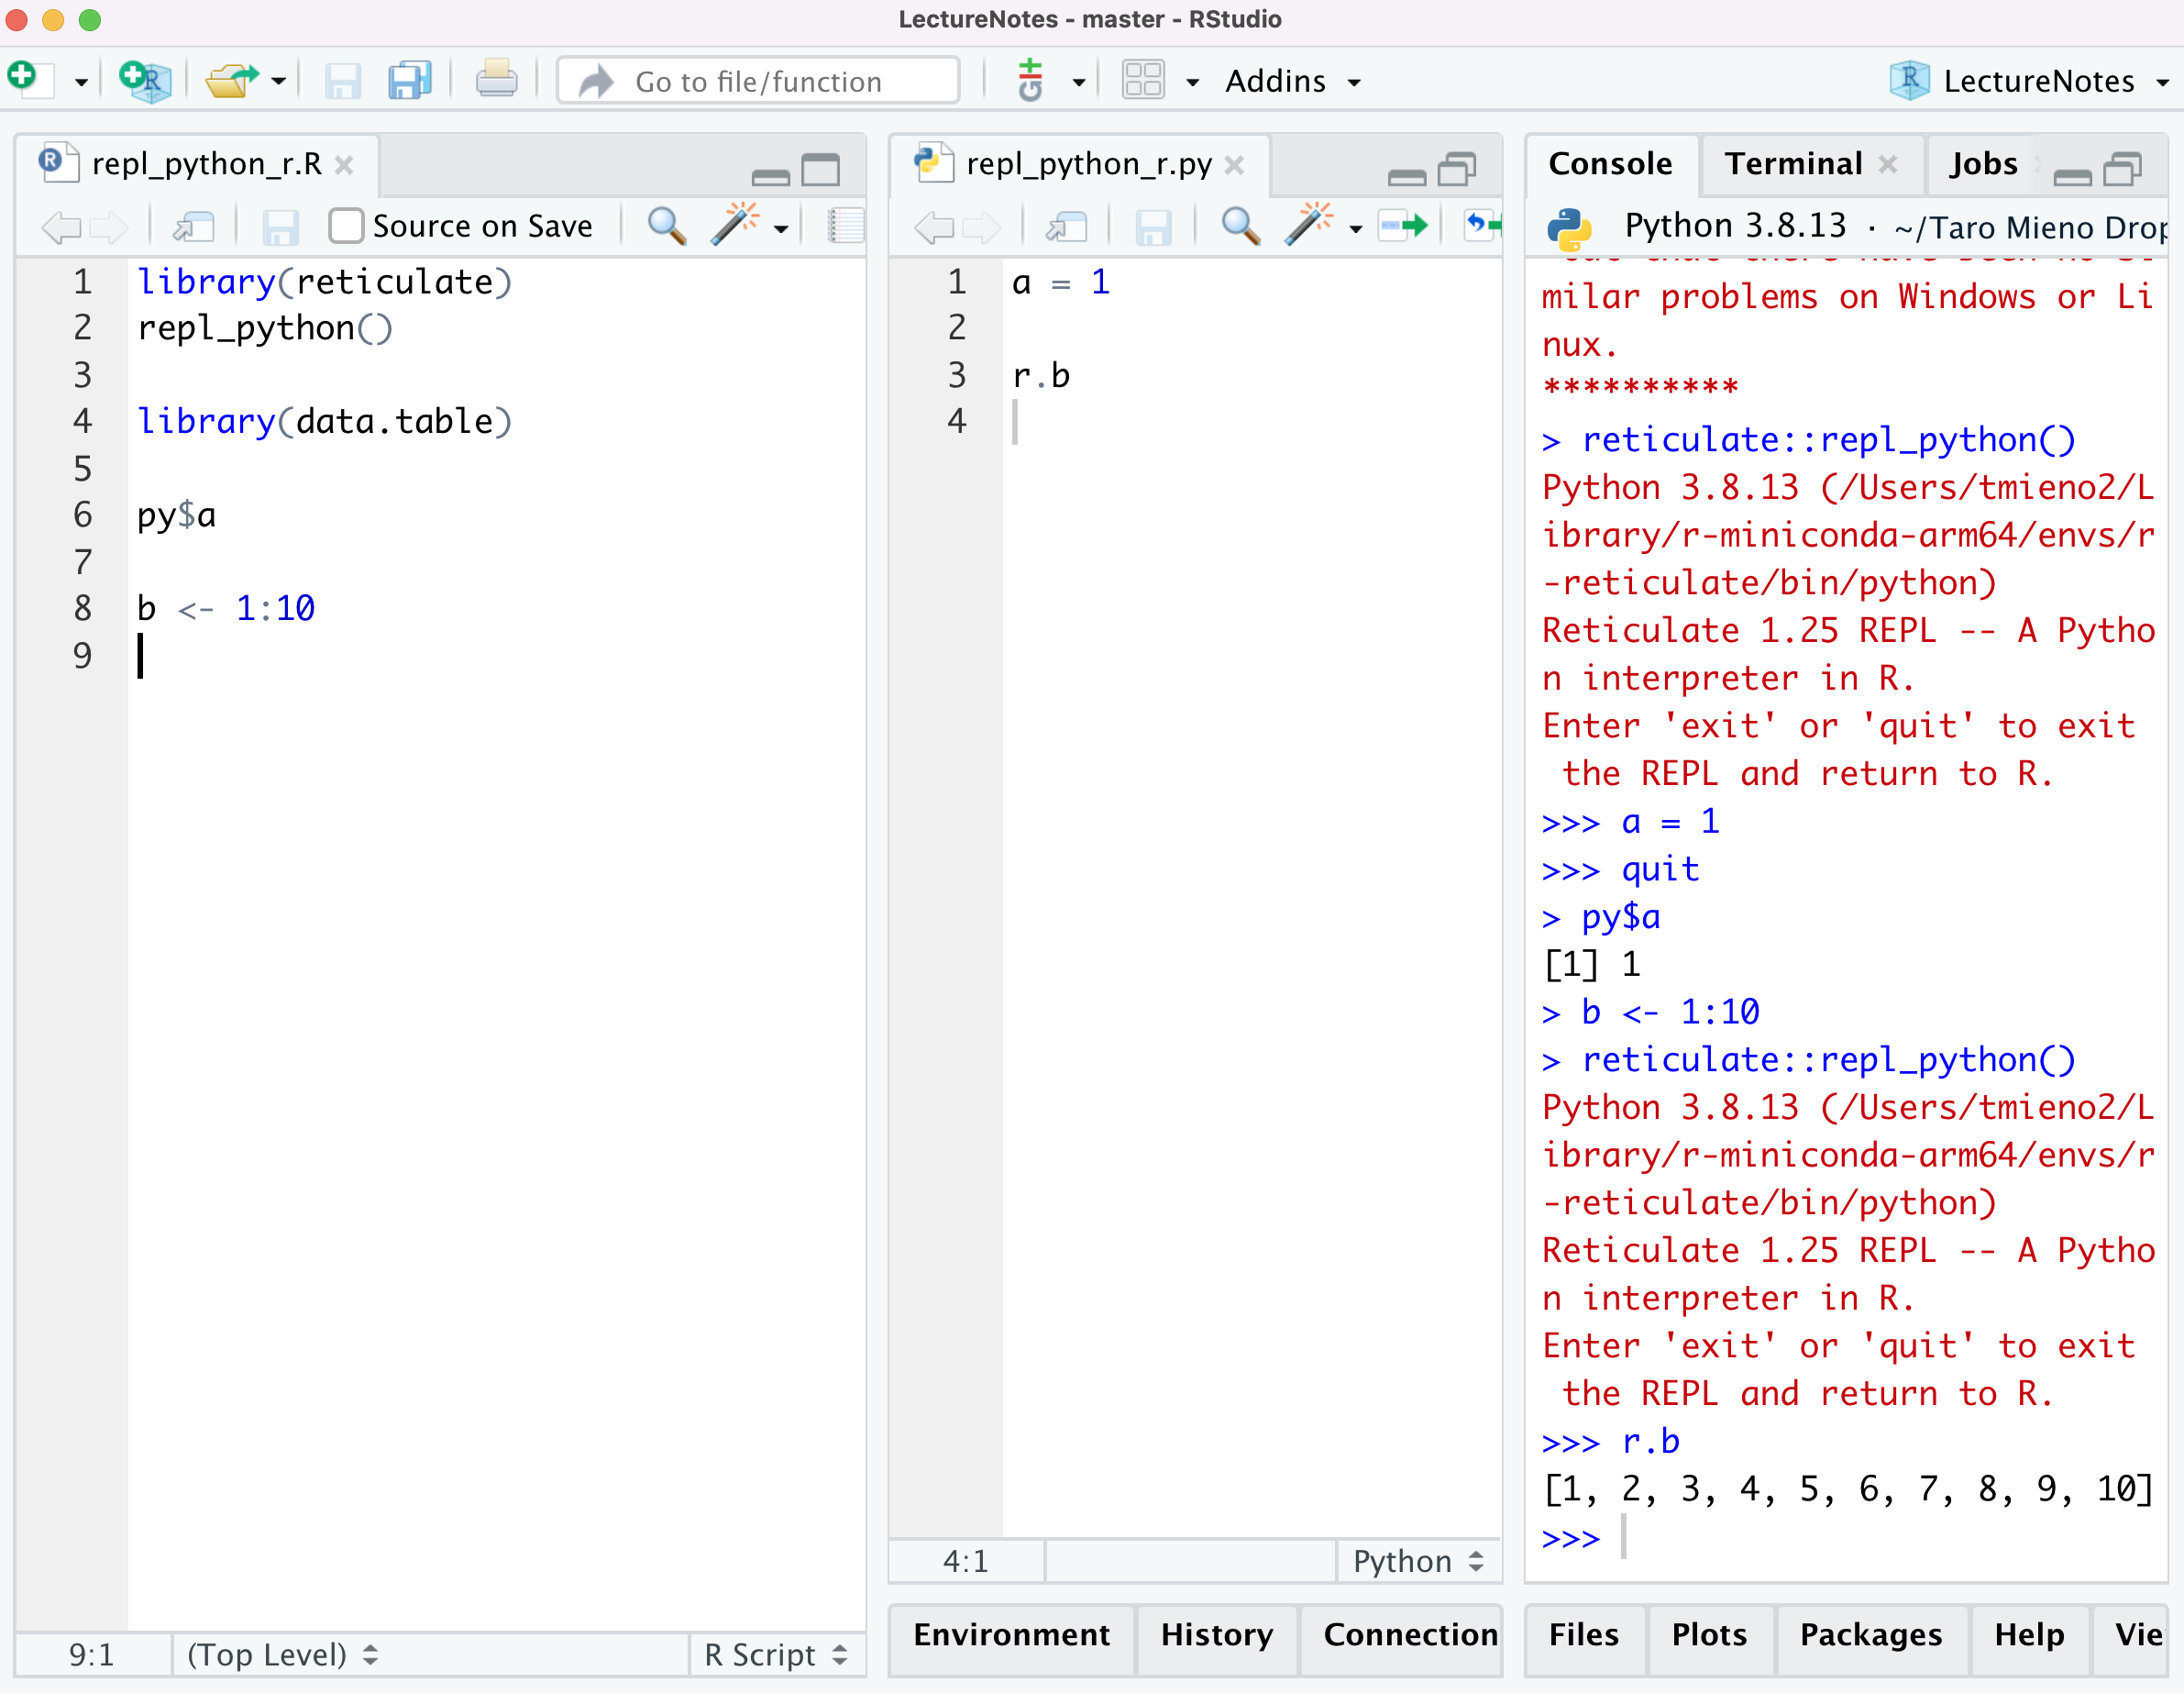 LectureNotes - master - RStudio
Go to file/function
Addins
LectureNotes
repl_python_r.R
Source on Save
1 library(reticulate)
2 repl_python()
3
4 library(data.table)
5
6 py$a
7
8 b <- 1:10
9
9:1 (Top Level) R Script
repl_python_r.py
1 a = 1
2
3 r.b
4
4:1 Python
Environment History Connection
Console Terminal Jobs
Python 3.8.13 · ~/Taro Mieno Drop
milar problems on Windows or Li
nux.
**********
> reticulate::repl_python()
Python 3.8.13 (/Users/tmieno2/L
ibrary/r-miniconda-arm64/envs/r
-reticulate/bin/python)
Reticulate 1.25 REPL -- A Pytho
n interpreter in R.
Enter 'exit' or 'quit' to exit
the REPL and return to R.
>>> a = 1
>>> quit
> py$a
[1] 1
> b <- 1:10
> reticulate::repl_python()
Python 3.8.13 (/Users/tmieno2/L
ibrary/r-miniconda-arm64/envs/r
-reticulate/bin/python)
Reticulate 1.25 REPL -- A Pytho
n interpreter in R.
Enter 'exit' or 'quit' to exit
the REPL and return to R.
>>> r.b
[1, 2, 3, 4, 5, 6, 7, 8, 9, 10]
>>>
Files Plots Packages Help Vie